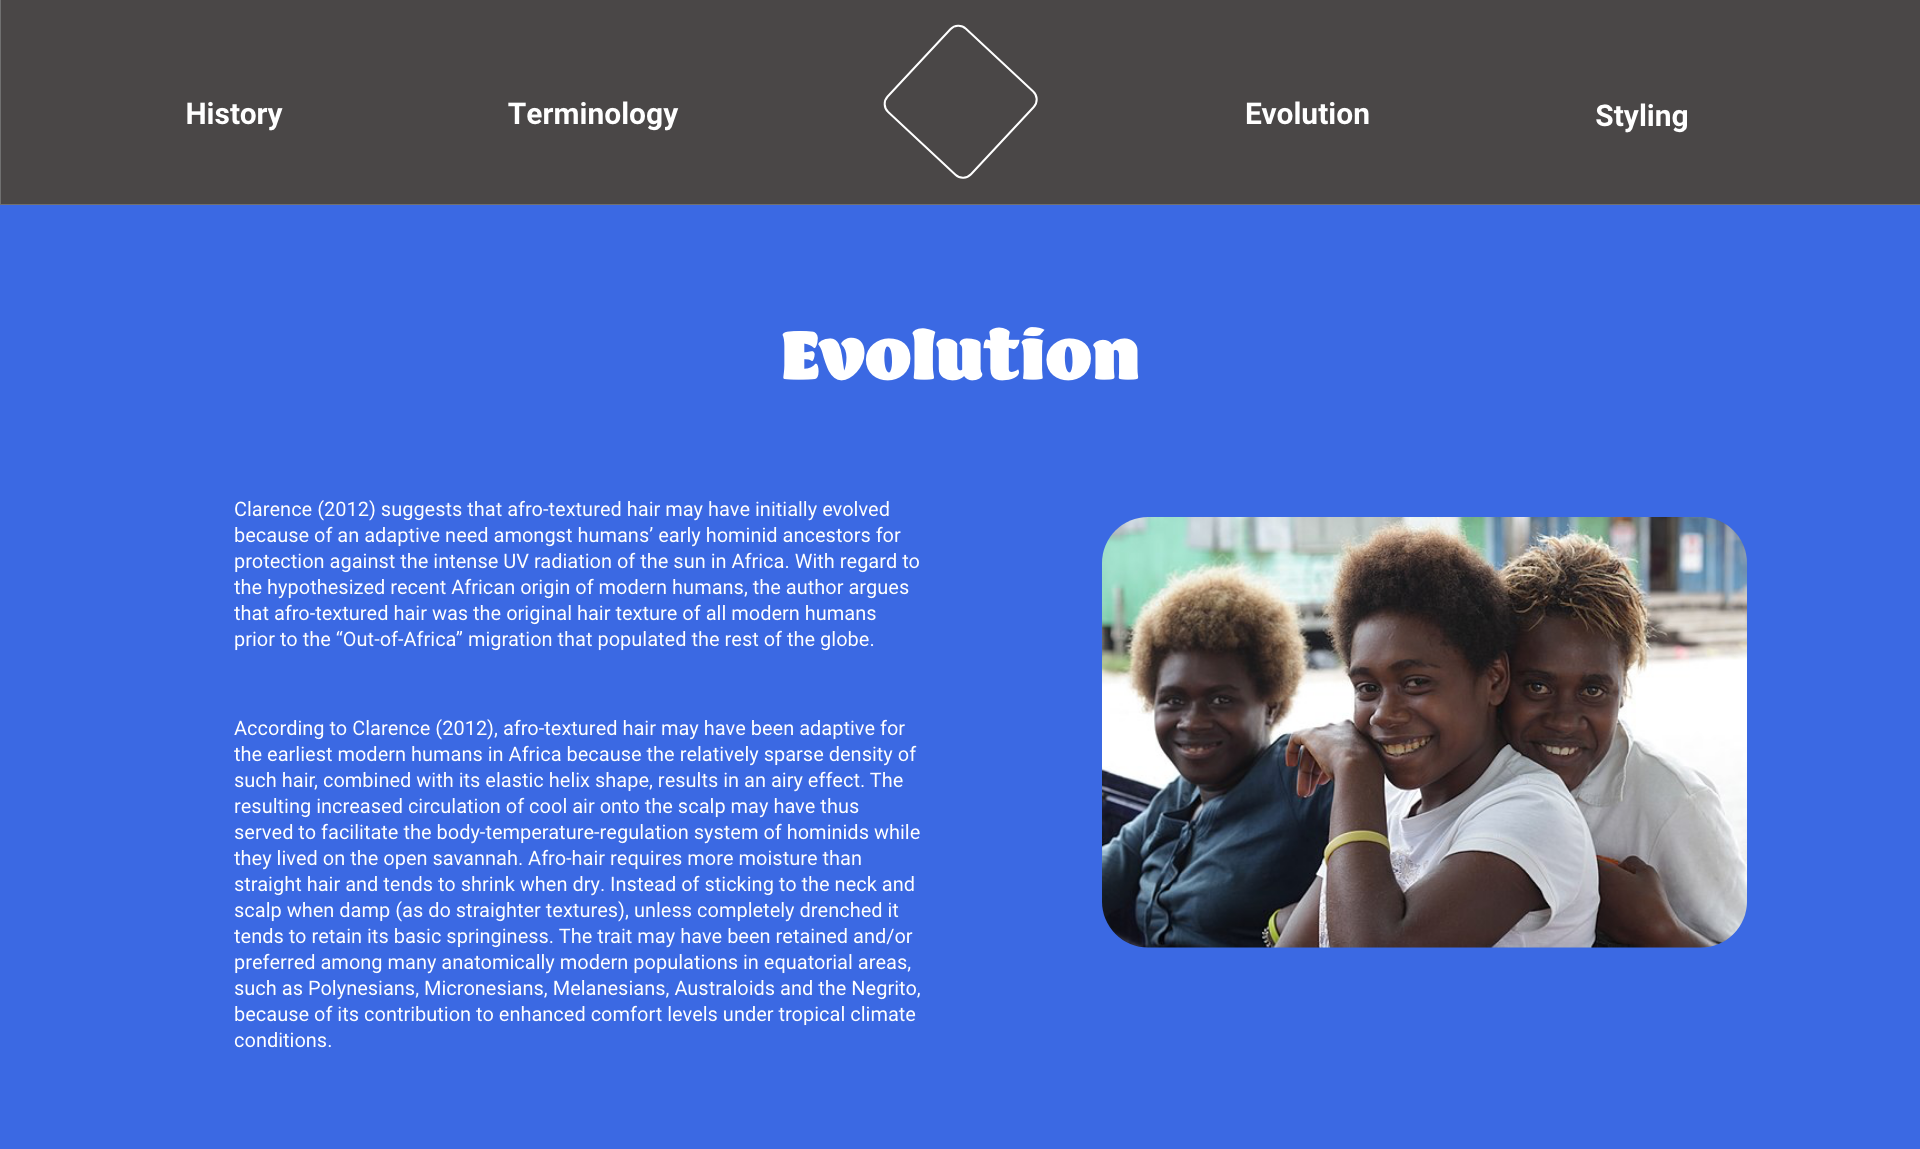 History
Terminology
Evolution
Styling
Evolution
Clarence (2012) suggests that afro-textured hair may have initially evolved
because of an adaptive need amongst humans’ early hominid ancestors for
protection against the intense UV radiation of the sun in Africa. With regard to
the hypothesized recent African origin of modern humans, the author argues
that afro-textured hair was the original hair texture of all modern humans
prior to the “Out-of-Africa” migration that populated the rest of the globe.
According to Clarence (2012), afro-textured hair may have been adaptive for
the earliest modern humans in Africa because the relatively sparse density of
such hair, combined with its elastic helix shape, results in an airy effect. The
resulting increased circulation of cool air onto the scalp may have thus
served to facilitate the body-temperature-regulation system of hominids while
they lived on the open savannah. Afro-hair requires more moisture than
straight hair and tends to shrink when dry. Instead of sticking to the neck and
scalp when damp (as do straighter textures), unless completely drenched it
tends to retain its basic springiness. The trait may have been retained and/or
preferred among many anatomically modern populations in equatorial areas,
such as Polynesians, Micronesians, Melanesians, Australoids and the Negrito,
because of its contribution to enhanced comfort levels under tropical climate
conditions.